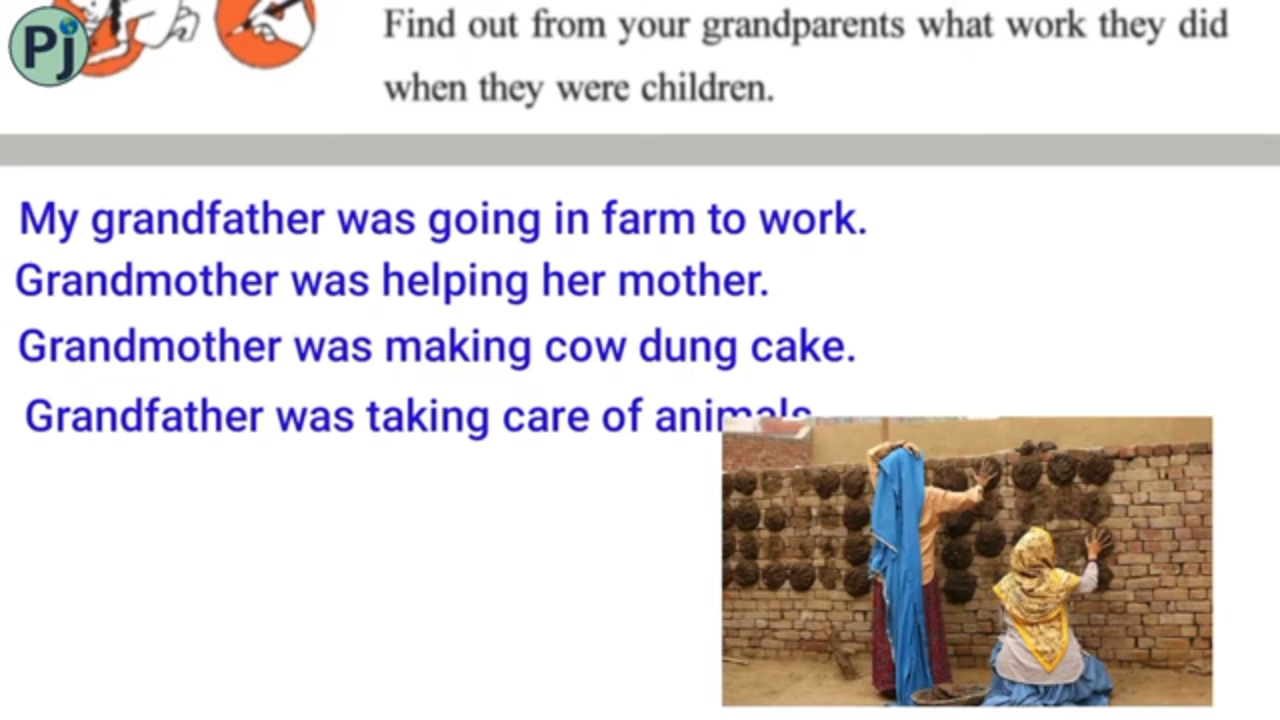 Pj
Find out from your grandparents what work they did
when they were children.
My grandfather was going in farm to work.
Grandmother was helping her mother.
Grandmother was making cow dung cake.
Grandfather was taking care of animals